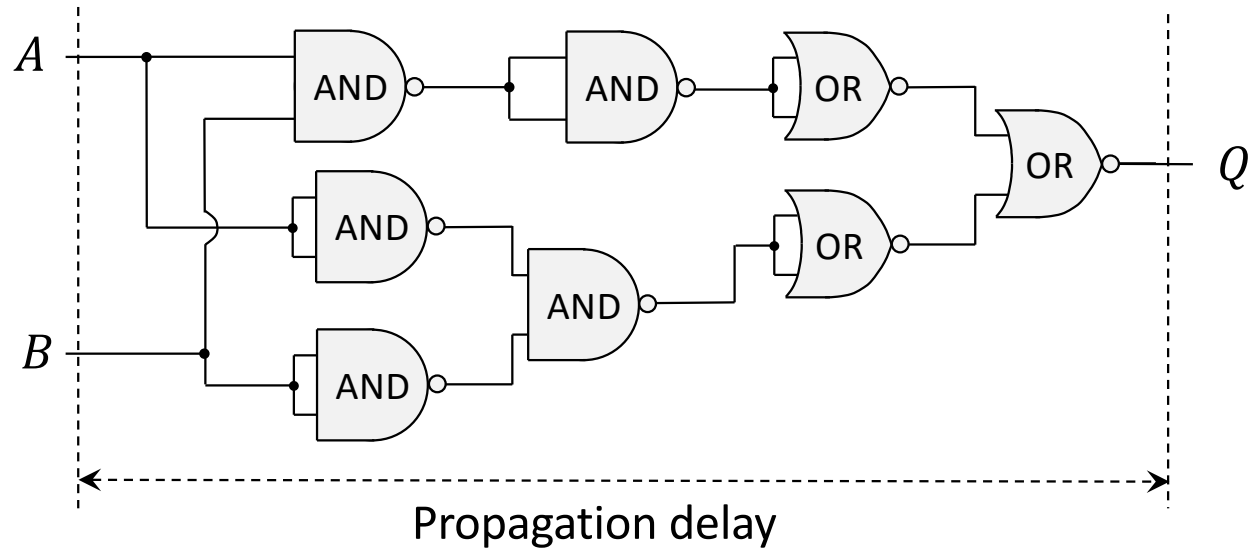 A
AND
AND
OR
OR
Q
AND
OR
AND
B
AND
Propagation delay